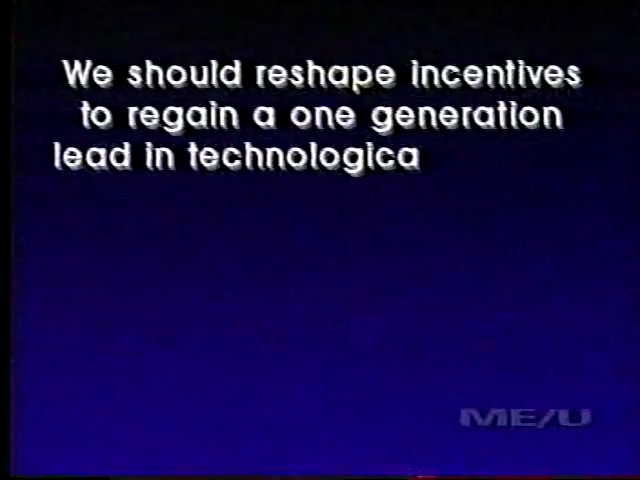 We should reshape incentives
to regain a one generation
lead in technologica
ME/U